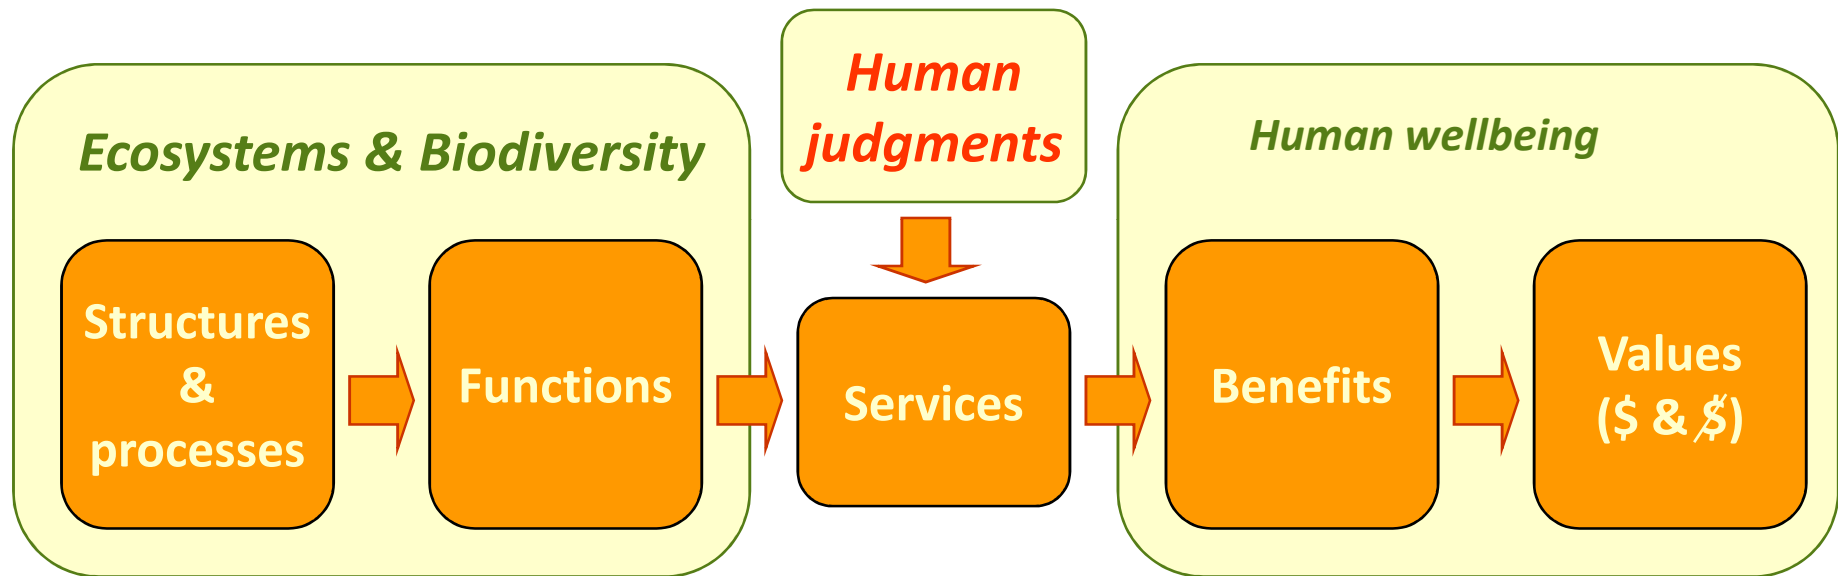 Human
judgments
Ecosystems & Biodiversity
Human wellbeing
Structures
&
processes
Functions
Services
Benefits
Values
($ & $̸)